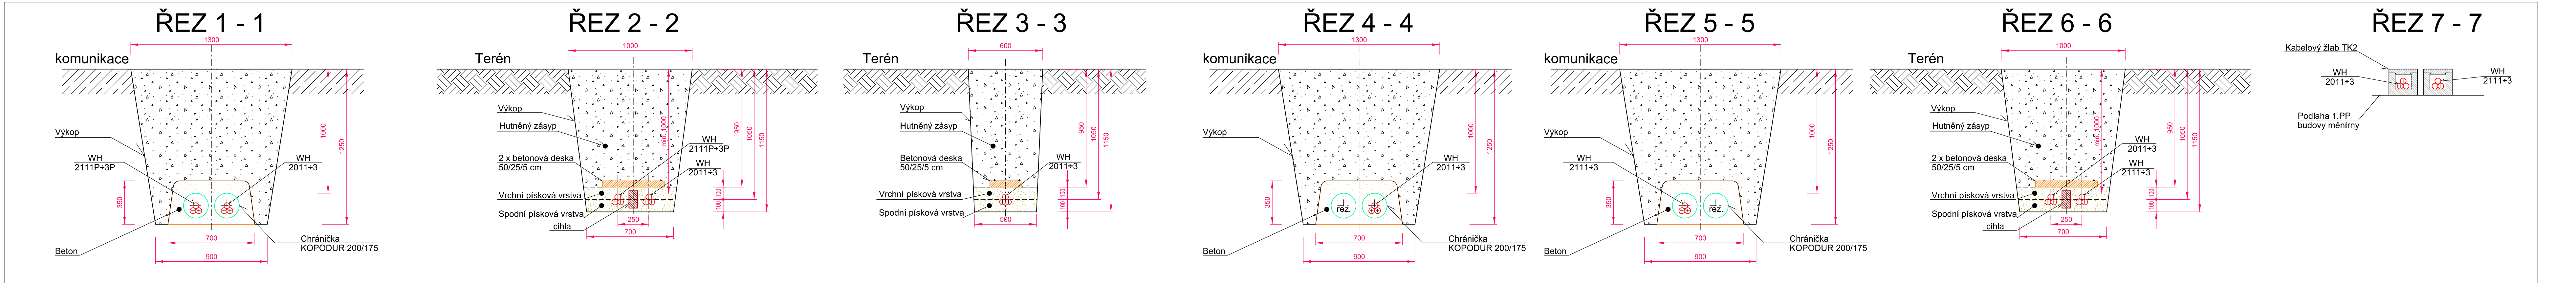 ŘEZ 1 - 1
1300
komunikace
1000
1250
Výkop
WH
2111P+3P
WH
2011+3
350
Beton
700
900
Chránička
KOPODUR 200/175
ŘEZ 2 - 2
1000
Terén
Výkop
Hutněný zásyp
min. 1000
950
1050
1150
WH
2111P+3P
2 x betonová deska
50/25/5 cm
WH
2011+3
Vrchní písková vrstva
100
Spodní písková vrstva
100
cihla
250
700
ŘEZ 3 - 3
600
Terén
Výkop
Hutněný zásyp
950
1050
1150
Betonová deska
50/25/5 cm
WH
2011+3
Vrchní písková vrstva
100
Spodní písková vrstva
100
500
ŘEZ 4 - 4
1300
komunikace
1000
1250
Výkop
WH
2011+3
350
rez.
Beton
700
900
Chránička
KOPODUR 200/175
ŘEZ 5 - 5
1300
komunikace
1000
1250
Výkop
WH
2111+3
350
rez.
Beton
700
900
Chránička
KOPODUR 200/175
ŘEZ 6 - 6
1000
Terén
Výkop
Hutněný zásyp
min. 1000
950
1050
1150
WH
2011+3
2 x betonová deska
50/25/5 cm
WH
2111+3
Vrchní písková vrstva
100
Spodní písková vrstva
100
cihla
250
700
ŘEZ 7 - 7
Kabelový žlab TK2
WH
2011+3
WH
2111+3
Podlaha 1.PP
budovy měnírny